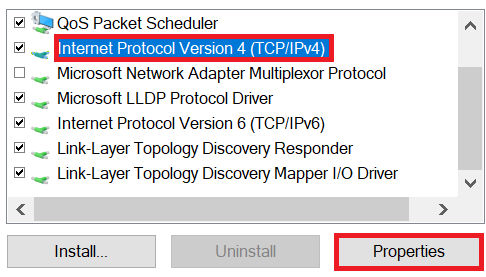 QoS Packet Scheduler
Internet Protocol Version 4 (TCP/IPv4)
Microsoft Network Adapter Multiplexor Protocol
Microsoft LLDP Protocol Driver
Internet Protocol Version 6 (TCP/IPv6)
Link-Layer Topology Discovery Responder
Link-Layer Topology Discovery Mapper I/O Driver
Install... Uninstall Properties